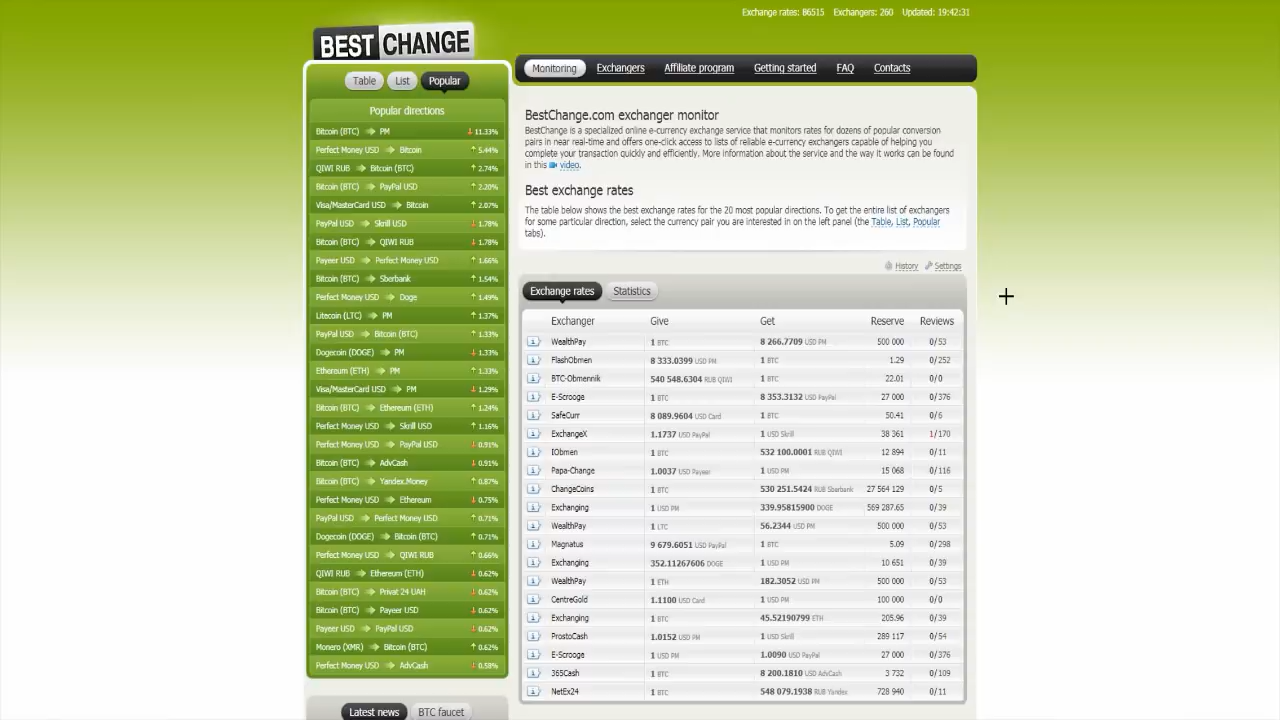 Exchange rates: 86515 Exchangers: 260 Updated: 19:42:31
BESTCHANGE
Monitoring Exchangers Affiliate program Getting started FAQ Contacts
Table List Popular
Popular directions
Bitcoin (BTC) PM 11.33%
Perfect Money USD Bitcoin 5.44%
QIWI RUB Bitcoin (BTC) 2.74%
Bitcoin (BTC) PayPal USD 2.20%
Visa/MasterCard USD Bitcoin 2.07%
PayPal USD Skrill USD 1.78%
Bitcoin (BTC) QIWI RUB 1.78%
Payeer USD Perfect Money USD 1.66%
Bitcoin (BTC) Sberbank 1.54%
Perfect Money USD Doge 1.49%
Litecoin (LTC) PM 1.37%
PayPal USD Bitcoin (BTC) 1.33%
Dogecoin (DOGE) PM 1.33%
Ethereum (ETH) PM 1.33%
Visa/MasterCard USD PM 1.29%
Bitcoin (BTC) Ethereum (ETH) 1.24%
Perfect Money USD Skrill USD 1.16%
Perfect Money USD PayPal USD 0.91%
Bitcoin (BTC) AdvCash 0.91%
Bitcoin (BTC) Yandex.Money 0.87%
Perfect Money USD Ethereum 0.75%
PayPal USD Perfect Money USD 0.71%
Dogecoin (DOGE) Bitcoin (BTC) 0.71%
Perfect Money USD QIWI RUB 0.66%
QIWI RUB Ethereum (ETH) 0.62%
Bitcoin (BTC) Privat 24 UAH 0.62%
Bitcoin (BTC) Payeer USD 0.62%
Payeer USD PayPal USD 0.62%
Monero (XMR) Bitcoin (BTC) 0.62%
Perfect Money USD AdvCash 0.58%
Latest news BTC faucet
BestChange.com exchanger monitor
BestChange is a specialized online e-currency exchange service that monitors rates for dozens of popular conversion
pairs in near real-time and offers one-click access to lists of reliable e-currency exchangers capable of helping you
complete your transaction quickly and efficiently. More information about the service and the way it works can be found
in this video.
Best exchange rates
The table below shows the best exchange rates for the 20 most popular directions. To get the entire list of exchangers
for some particular direction, select the currency pair you are interested in on the left panel (the Table, List, Popular
tabs).
History Settings
Exchange rates Statistics
Exchanger Give Get Reserve Reviews
WealthPay 1 BTC 8 266.7709 USD PM 500 000 0/53
FlashObmen 8 333.0399 USD PM 1 BTC 1.29 0/252
BTC-Obmennik 540 548.6304 RUB QIWI 1 BTC 22.01 0/0
E-Scrooge 1 BTC 8 353.3132 USD PayPal 27 000 0/376
SafeCurr 8 089.9604 USD Card 1 BTC 50.41 0/6
ExchangeX 1.1737 USD PayPal 1 USD Skrill 38 361 1/170
IObmen 1 BTC 532 100.0001 RUB QIWI 12 894 0/11
Papa-Change 1.0037 USD Payeer 1 USD PM 15 068 0/116
ChangeCoins 1 BTC 530 251.5424 RUB Sberbank 27 564 129 0/5
Exchanging 1 USD PM 339.95815900 DOGE 569 287.65 0/39
WealthPay 1 LTC 56.2344 USD PM 500 000 0/53
Magnatus 9 679.6051 USD PayPal 1 BTC 5.09 0/298
Exchanging 352.11267606 DOGE 1 USD PM 10 651 0/39
WealthPay 1 ETH 182.3052 USD PM 500 000 0/53
CentreGold 1.1100 USD Card 1 USD PM 100 000 0/0
Exchanging 1 USD PM 45.52190799 ETH 205.96 0/39
ProstoCash 1.0152 USD PM 1 USD Skrill 289 117 0/54
E-Scrooge 1 USD PM 1.0090 USD PayPal 27 000 0/376
365Cash 1 BTC 8 200.1810 USD AdvCash 3 732 0/109
NetEx24 1 BTC 548 079.1938 RUB Yandex 728 940 0/11